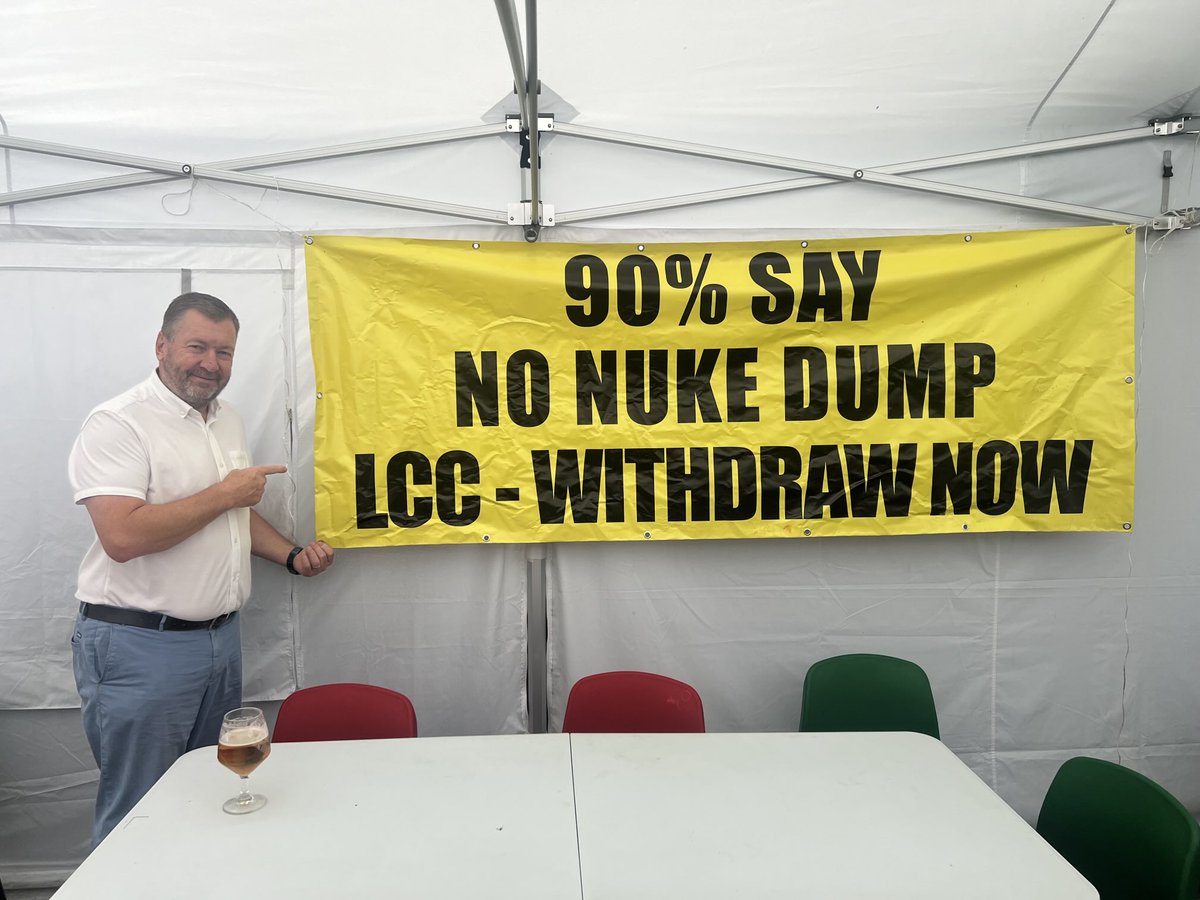 90% SAY
NO NUKE DUMP
LCC - WITHDRAW NOW